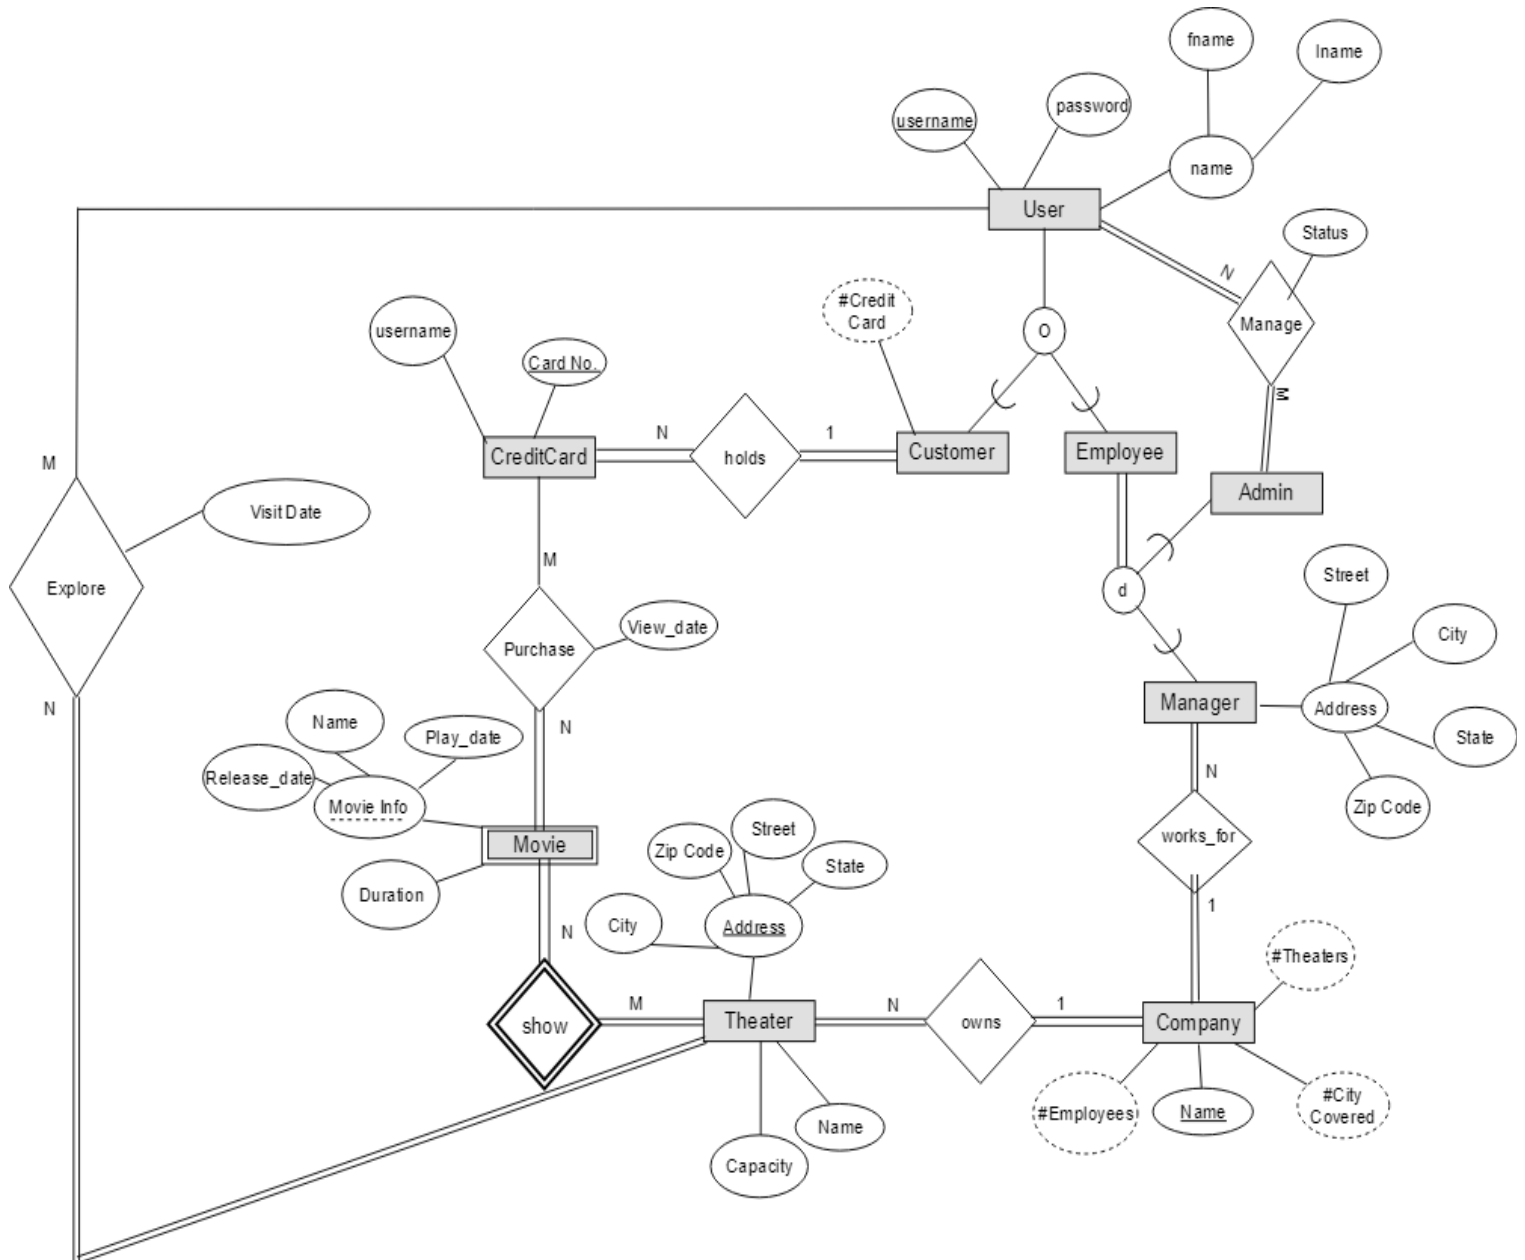 fname
lname
username
password
name
User
Status
N
#Credit
Card
O
Manage
username
Card No.
M
N
1
CreditCard
holds
Customer
Employee
M
Admin
Visit Date
M
Street
Explore
d
View_date
City
Purchase
N
Name
Play_date
N
Manager
Address
State
Release_date
N
Movie Info
Zip Code
Street
works_for
Movie
Zip Code
State
Duration
1
City
Address
N
#Theaters
M
N
1
show
Theater
owns
Company
#City
#Employees
Name
Covered
Name
Capacity